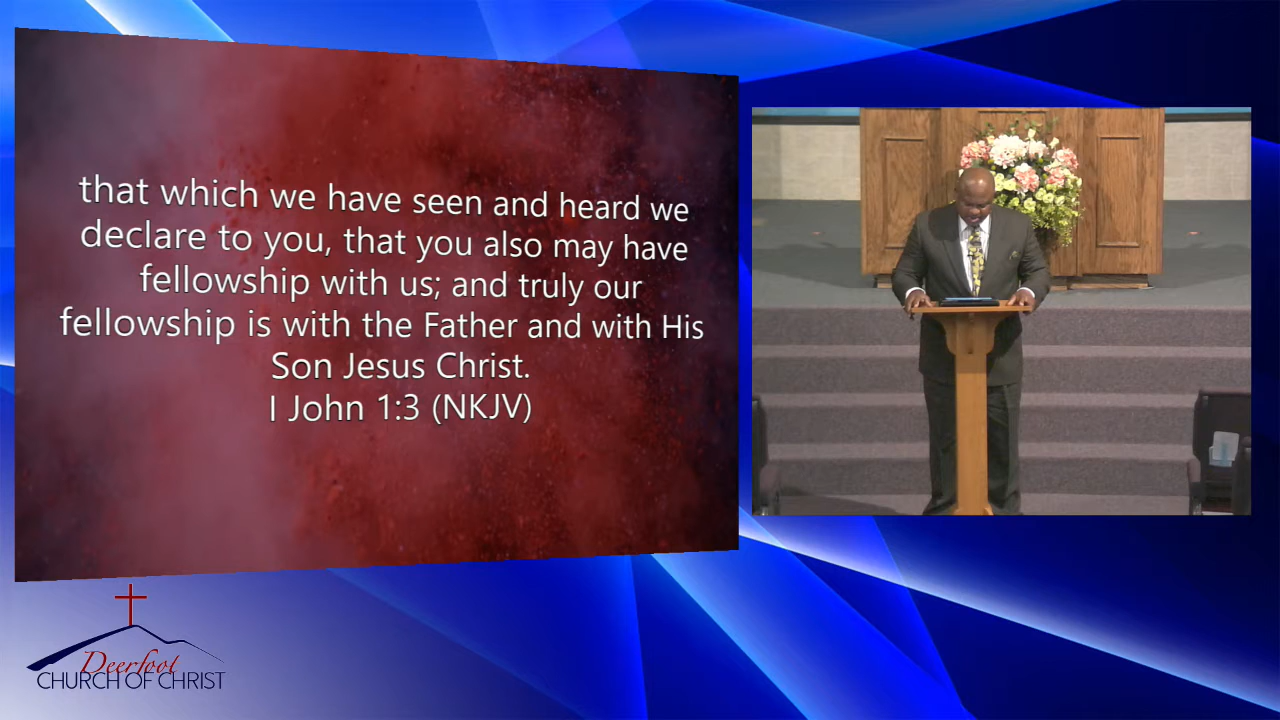 that which we have seen and heard we
declare to you, that you also may have
fellowship with us; and truly our
fellowship is with the Father and with His
Son Jesus Christ.
I John 1:3 (NKJV)
Deerfoot
CHURCH OF CHRIST